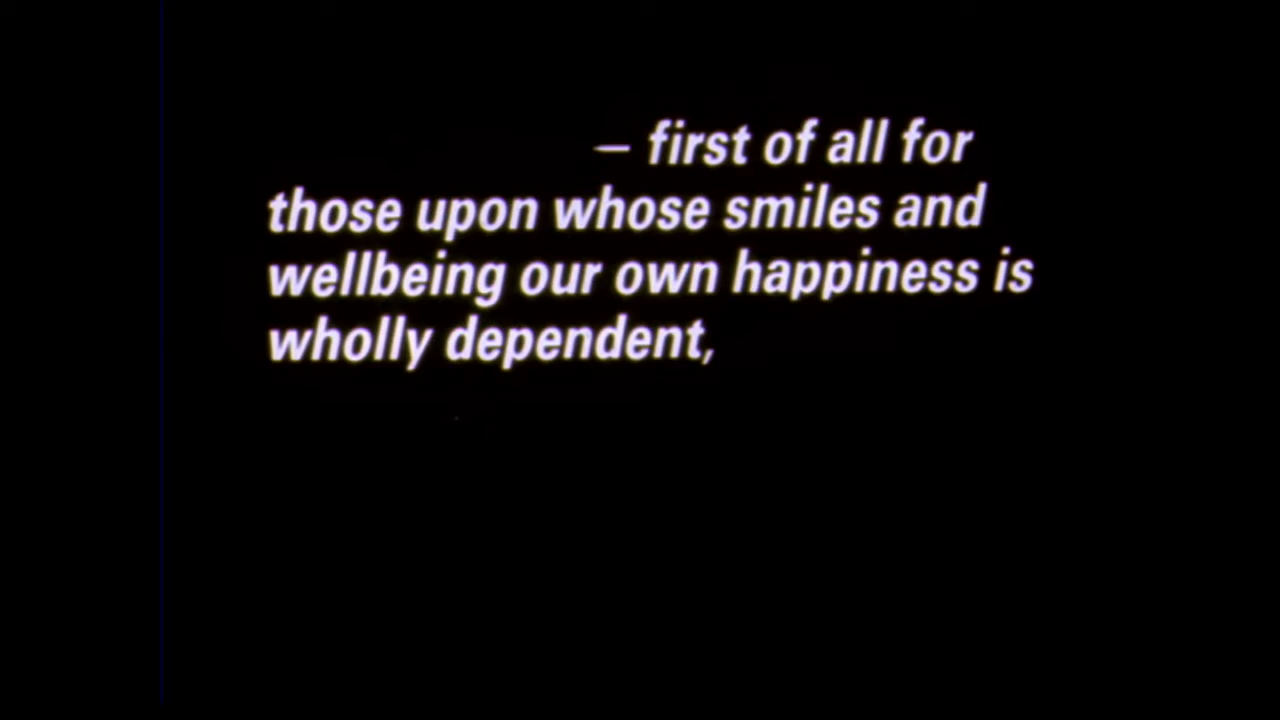 – first of all for
those upon whose smiles and
wellbeing our own happiness is
wholly dependent,